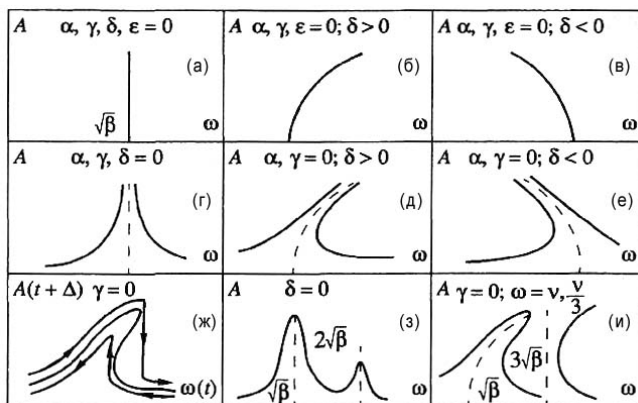 A α, γ, δ, ε = 0
(а)
√β
ω
A α, γ, ε = 0; δ > 0
(б)
ω
A α, γ, ε = 0; δ < 0
(в)
ω
A α, γ, δ = 0
(г)
ω
A α, γ = 0; δ > 0
(д)
ω
A α, γ = 0; δ < 0
(е)
ω
A(t + Δ) γ = 0
(ж)
ω(t)
A δ = 0
(з)
2√β
√β
ω
A γ = 0; ω = ν, ν/3
(и)
3√β
√β
ω